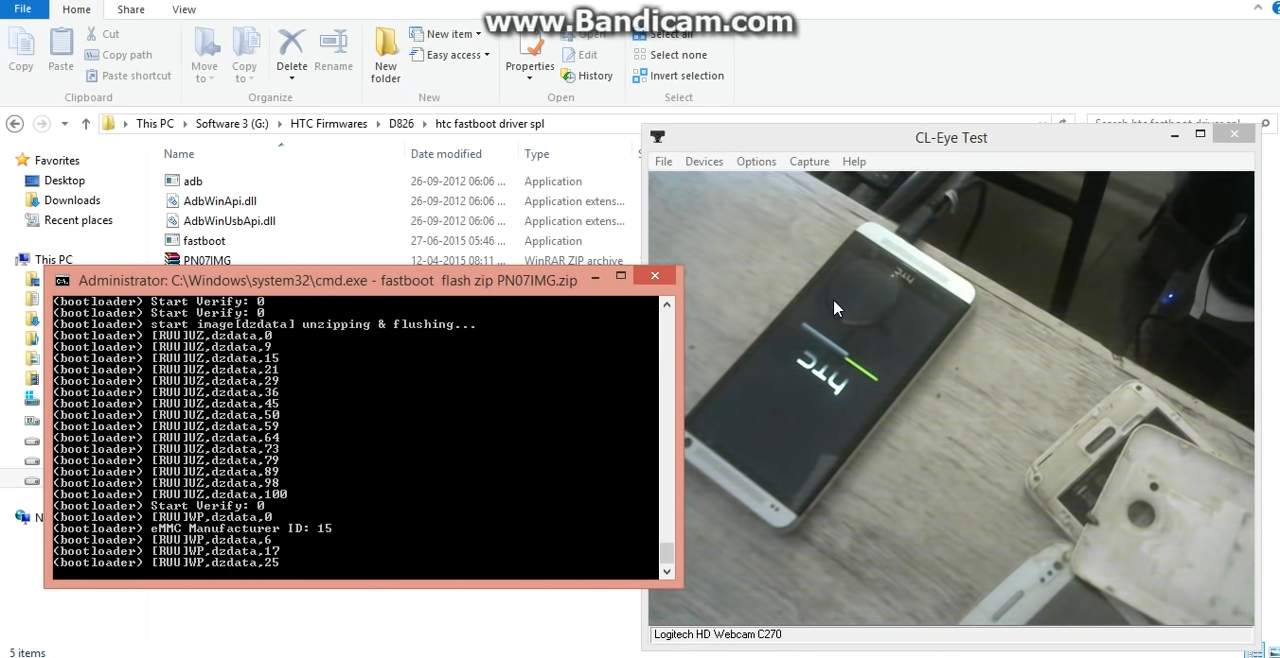 www.Bandicam.com
File Home Share View
Copy
Paste
Cut
Copy path
Paste shortcut
Clipboard
Move to
Copy to
Delete
Rename
Organize
New folder
New item
Easy access
New
Properties
Open
Edit
History
Open
Select all
Select none
Invert selection
Select
This PC Software 3 (G:) HTC Firmwares D826 htc fastboot driver spl
Search htc fastboot driver spl
Favorites
Desktop
Downloads
Recent places
This PC
N
Name Date modified Type
adb 26-09-2012 06:06 ... Application
AdbWinApi.dll 26-09-2012 06:06 ... Application extens...
AdbWinUsbApi.dll 26-09-2012 06:06 ... Application extens...
fastboot 27-06-2015 05:46 ... Application
PN07IMG 12-04-2015 08:11 ... WinRAR ZIP archive
Administrator: C:\Windows\system32\cmd.exe - fastboot flash zip PN07IMG.zip
(bootloader) Start Verify: 0
(bootloader) Start Verify: 0
(bootloader) start image[dzdata] unzipping & flushing...
(bootloader) [RUU]UZ,dzdata,0
(bootloader) [RUU]UZ,dzdata,9
(bootloader) [RUU]UZ,dzdata,15
(bootloader) [RUU]UZ,dzdata,21
(bootloader) [RUU]UZ,dzdata,29
(bootloader) [RUU]UZ,dzdata,36
(bootloader) [RUU]UZ,dzdata,45
(bootloader) [RUU]UZ,dzdata,50
(bootloader) [RUU]UZ,dzdata,59
(bootloader) [RUU]UZ,dzdata,64
(bootloader) [RUU]UZ,dzdata,73
(bootloader) [RUU]UZ,dzdata,79
(bootloader) [RUU]UZ,dzdata,89
(bootloader) [RUU]UZ,dzdata,98
(bootloader) [RUU]UZ,dzdata,100
(bootloader) Start Verify: 0
(bootloader) [RUU]WP,dzdata,0
(bootloader) eMMC Manufacturer ID: 15
(bootloader) [RUU]WP,dzdata,6
(bootloader) [RUU]WP,dzdata,17
(bootloader) [RUU]WP,dzdata,25
CL-Eye Test
File Devices Options Capture Help
htc
htc
Logitech HD Webcam C270
5 items